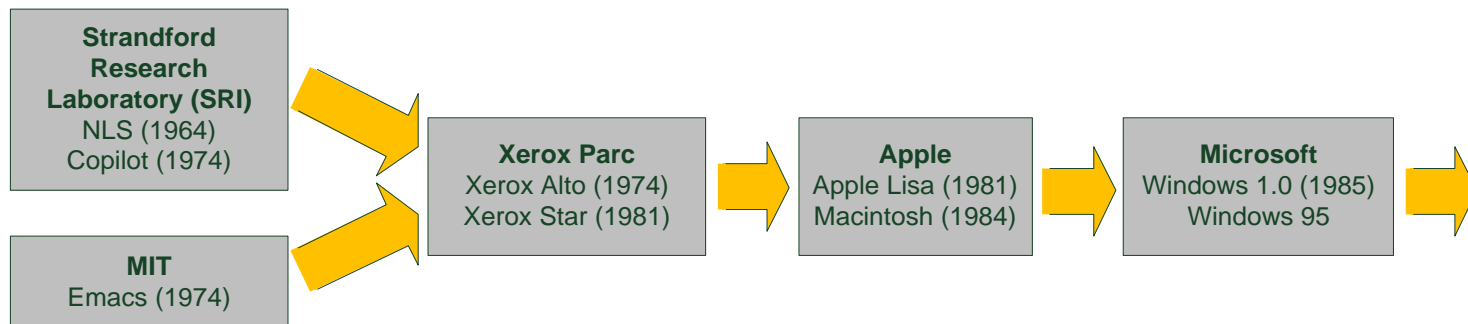 Strandford
Research
Laboratory (SRI)
NLS (1964)
Copilot (1974)
MIT
Emacs (1974)
Xerox Parc
Xerox Alto (1974)
Xerox Star (1981)
Apple
Apple Lisa (1981)
Macintosh (1984)
Microsoft
Windows 1.0 (1985)
Windows 95